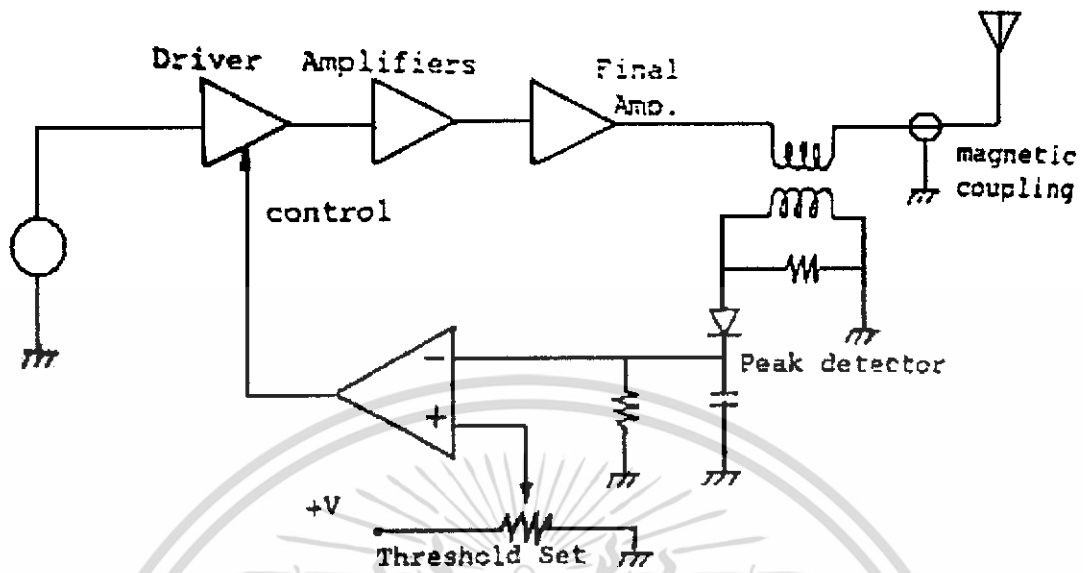 Driver Amplifiers
Final
Amp.
magnetic
coupling
control
−
+
Peak detector
+V
Threshold Set